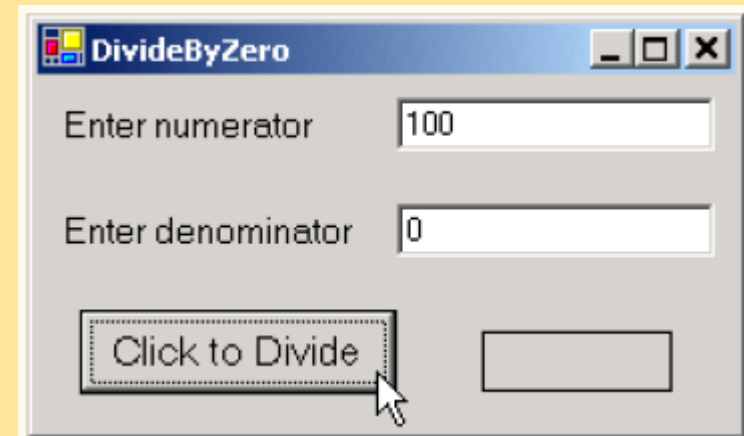 DivideByZero
Enter numerator 100
Enter denominator 0
Click to Divide